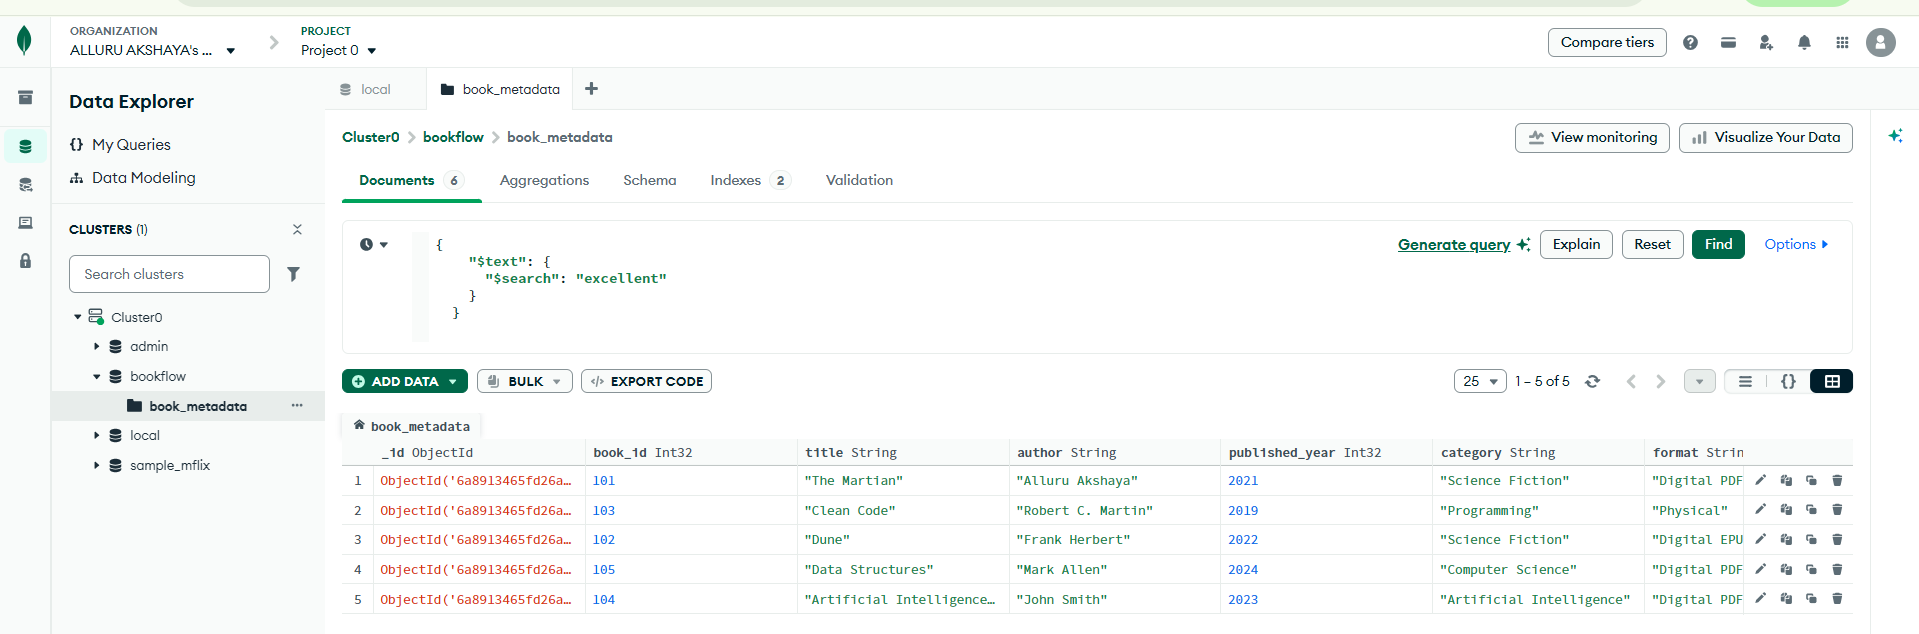 ORGANIZATION
ALLURU AKSHAYA's ...
PROJECT
Project 0
Compare tiers
Data Explorer
My Queries
Data Modeling
CLUSTERS (1)
Search clusters
Cluster0
admin
bookflow
book_metadata
local
sample_mflix
local
book_metadata
Cluster0 > bookflow > book_metadata
View monitoring
Visualize Your Data
Documents 6
Aggregations
Schema
Indexes 2
Validation
{
"$text": {
"$search": "excellent"
}
}
Generate query
Explain
Reset
Find
Options
ADD DATA
BULK
</> EXPORT CODE
25
1 – 5 of 5
{}
book_metadata
_id ObjectId book_id Int32 title String author String published_year Int32 category String format Strin
1 ObjectId('6a8913465fd26a… 101 "The Martian" "Alluru Akshaya" 2021 "Science Fiction" "Digital PDF
2 ObjectId('6a8913465fd26a… 103 "Clean Code" "Robert C. Martin" 2019 "Programming" "Physical"
3 ObjectId('6a8913465fd26a… 102 "Dune" "Frank Herbert" 2022 "Science Fiction" "Digital EPU
4 ObjectId('6a8913465fd26a… 105 "Data Structures" "Mark Allen" 2024 "Computer Science" "Digital PDF
5 ObjectId('6a8913465fd26a… 104 "Artificial Intelligence… "John Smith" 2023 "Artificial Intelligence" "Digital PDF